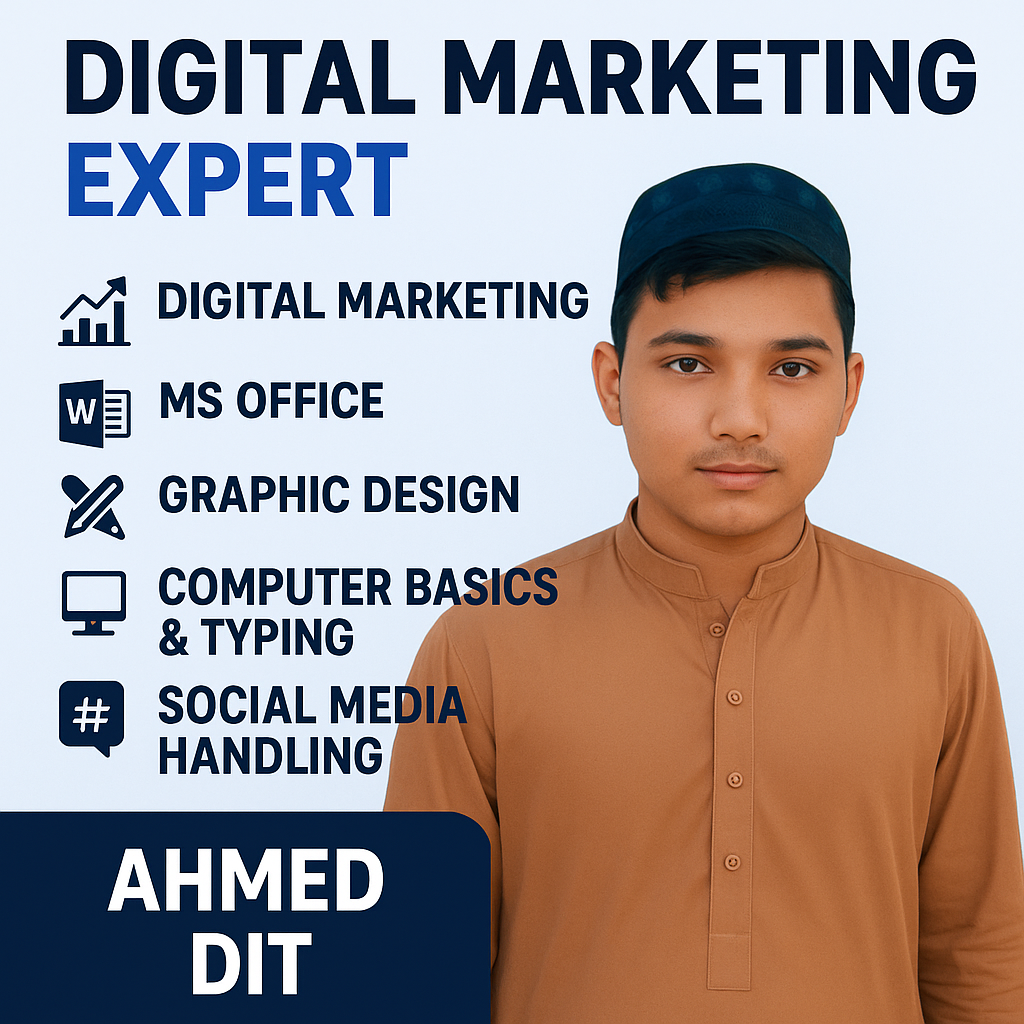 DIGITAL MARKETING
EXPERT
DIGITAL MARKETING
W
MS OFFICE
GRAPHIC DESIGN
COMPUTER BASICS
& TYPING
#
SOCIAL MEDIA
HANDLING
AHMED
DIT